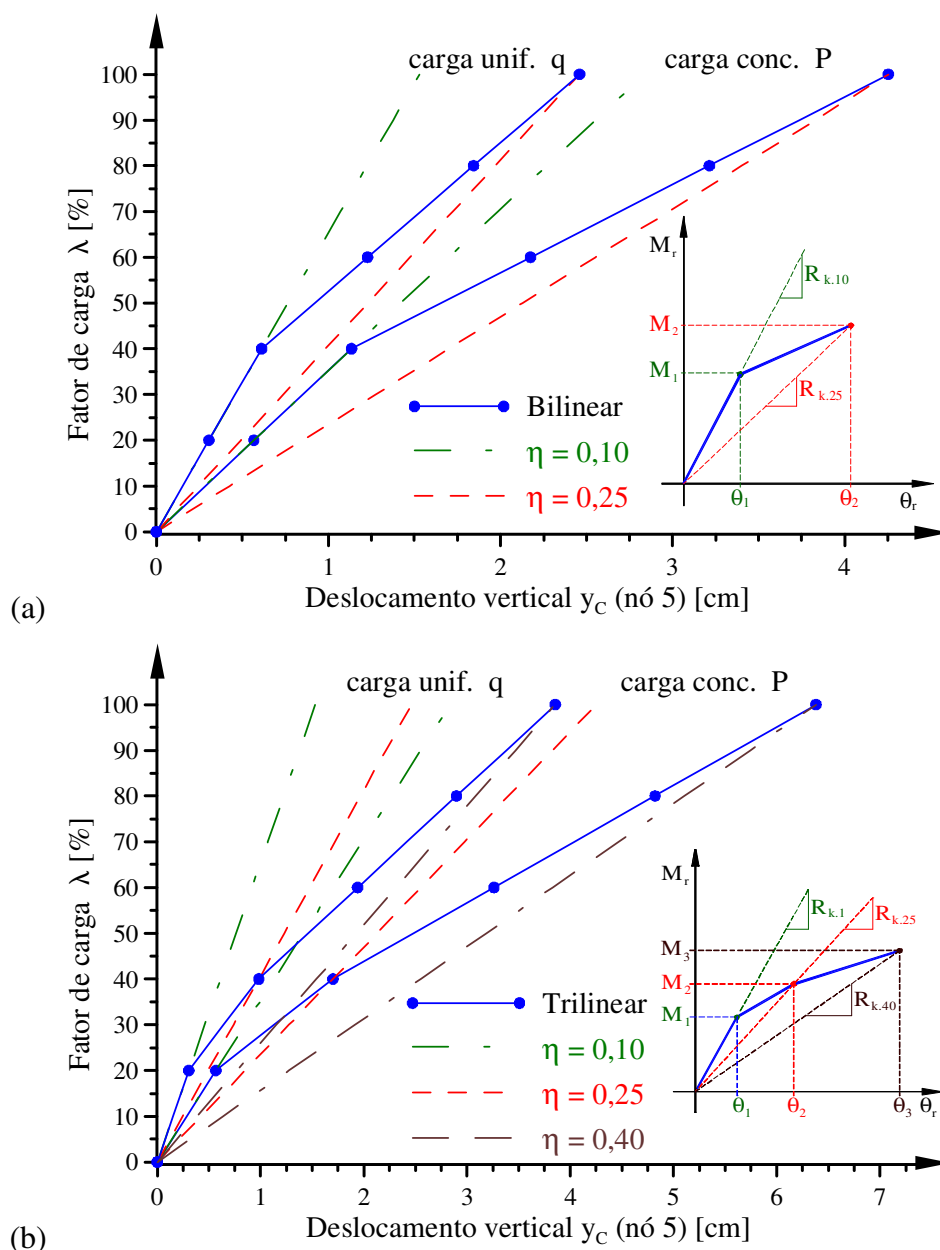 carga unif. q
carga conc. P
100
90
80
70
60
50
40
30
20
10
0
Fator de carga λ [%]
Bilinear
η = 0,10
η = 0,25
M_r
R_k.10
M_2
M_1
R_k.25
θ_1
θ_2
θ_r
0
1
2
3
4
Deslocamento vertical y_C (nó 5) [cm]
(a)
carga unif. q
carga conc. P
100
90
80
70
60
50
40
30
20
10
0
Fator de carga λ [%]
Trilinear
η = 0,10
η = 0,25
η = 0,40
M_r
R_k.1
R_k.25
M_3
M_2
M_1
R_k.40
θ_1
θ_2
θ_3
θ_r
0
1
2
3
4
5
6
7
Deslocamento vertical y_C (nó 5) [cm]
(b)